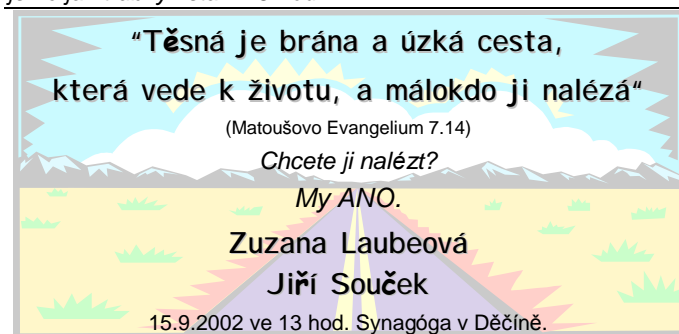 "Těsná je brána a úzká cesta,
která vede k životu, a málokdo ji nalézá"
(Matoušovo Evangelium 7.14)
Chcete ji nalézt?
My ANO.
Zuzana Laubeová
Jiří Souček
15.9.2002 ve 13 hod. Synagóga v Děčíně.